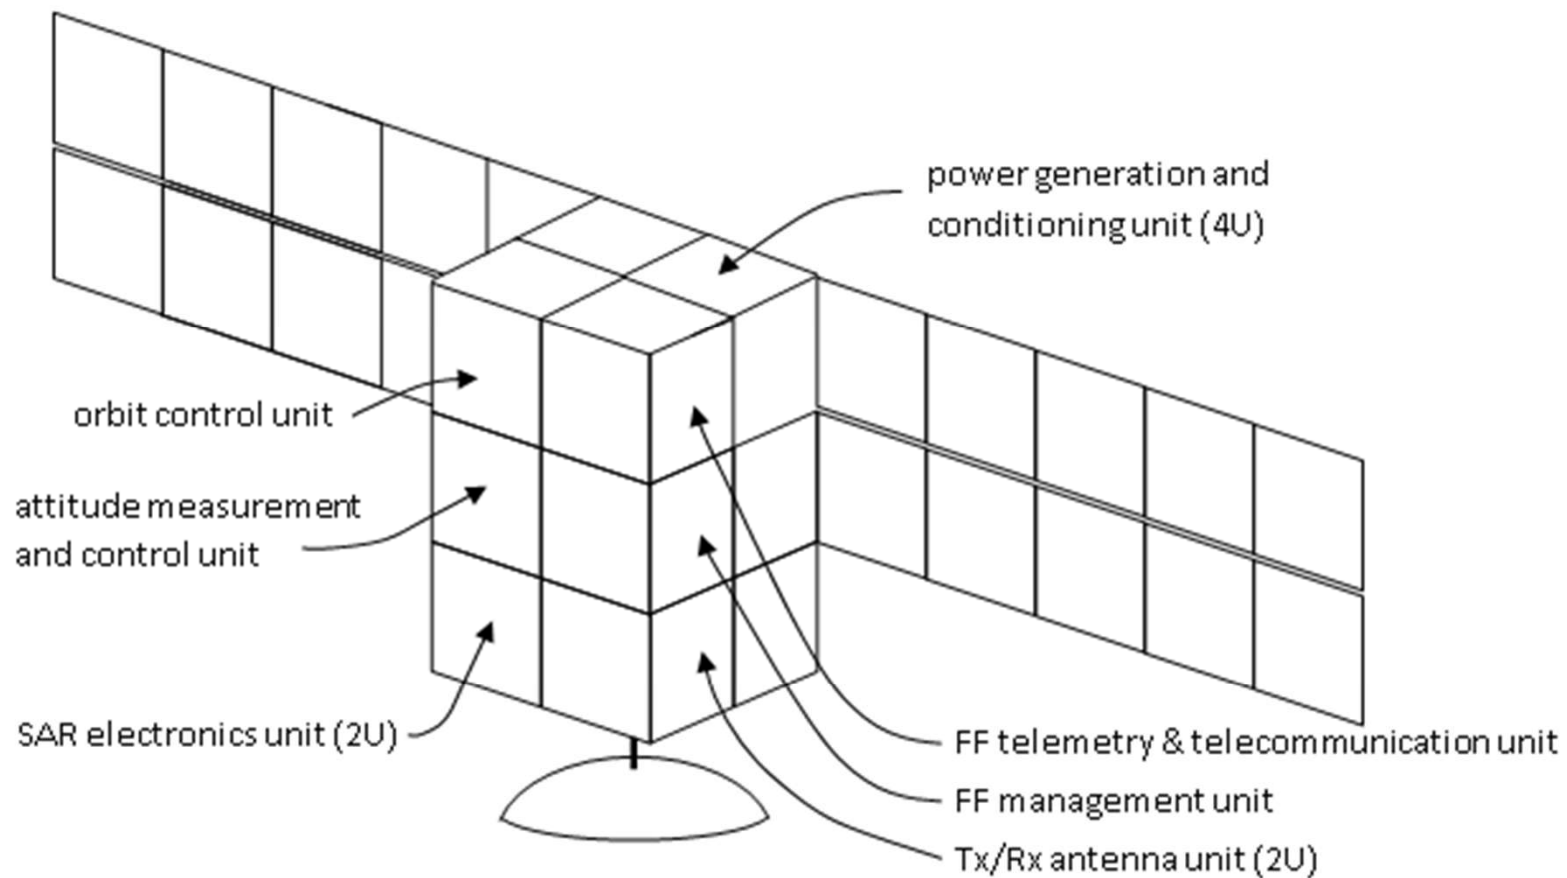 power generation and
conditioning unit (4U)
orbit control unit
attitude measurement
and control unit
SAR electronics unit (2U)
FF telemetry & telecommunication unit
FF management unit
Tx/Rx antenna unit (2U)